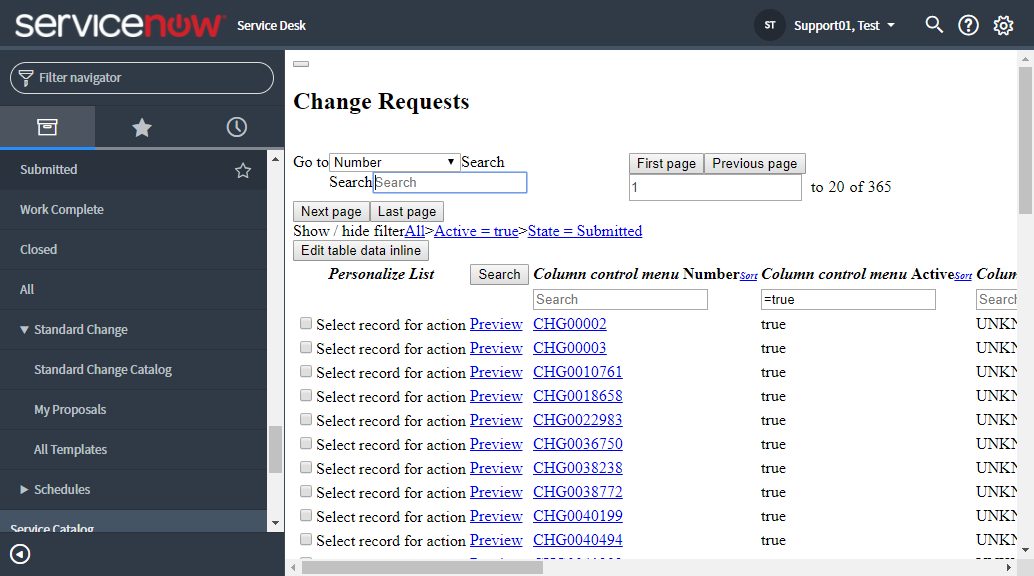 servicenow Service Desk
ST Support01, Test
Filter navigator
Submitted
Work Complete
Closed
All
Standard Change
Standard Change Catalog
My Proposals
All Templates
Schedules
Service Catalog
Change Requests
Go to Number Search
Search Search
First page Previous page
1 to 20 of 365
Next page Last page
Show / hide filterAll>Active = true>State = Submitted
Edit table data inline
Personalize List Search Column control menu NumberSort Column control menu ActiveSort Colum
Search =true Search
Select record for action Preview CHG00002 true UNKN
Select record for action Preview CHG00003 true UNKN
Select record for action Preview CHG0010761 true UNKN
Select record for action Preview CHG0018658 true UNKN
Select record for action Preview CHG0022983 true UNKN
Select record for action Preview CHG0036750 true UNKN
Select record for action Preview CHG0038238 true UNKN
Select record for action Preview CHG0038772 true UNKN
Select record for action Preview CHG0040199 true UNKN
Select record for action Preview CHG0040494 true UNKN